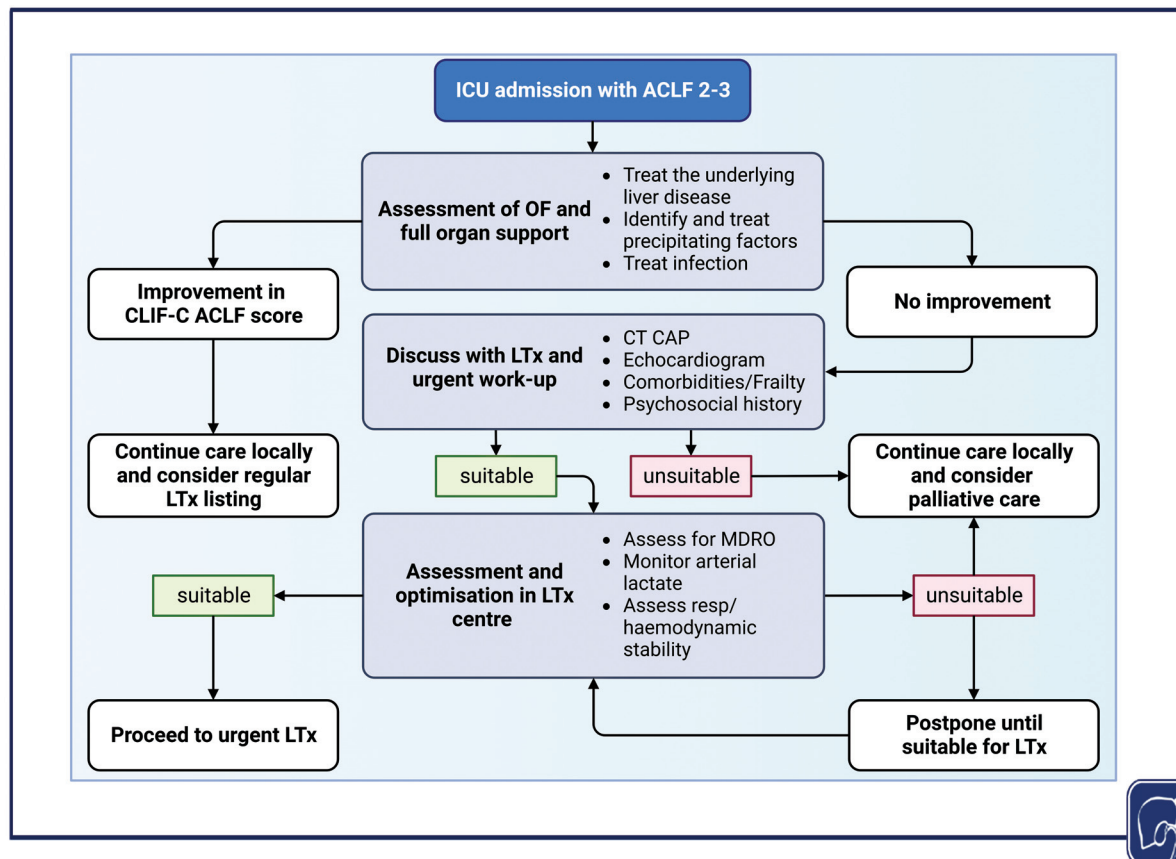 ICU admission with ACLF 2-3
Assessment of OF and
full organ support
• Treat the underlying
liver disease
• Identify and treat
precipitating factors
• Treat infection
Improvement in
CLIF-C ACLF score
No improvement
Discuss with LTx and
urgent work-up
• CT CAP
• Echocardiogram
• Comorbidities/Frailty
• Psychosocial history
Continue care locally
and consider regular
LTx listing
suitable
unsuitable
Continue care locally
and consider
palliative care
Assessment and
optimisation in LTx
centre
• Assess for MDRO
• Monitor arterial
lactate
• Assess resp/
haemodynamic
stability
suitable
unsuitable
Proceed to urgent LTx
Postpone until
suitable for LTx